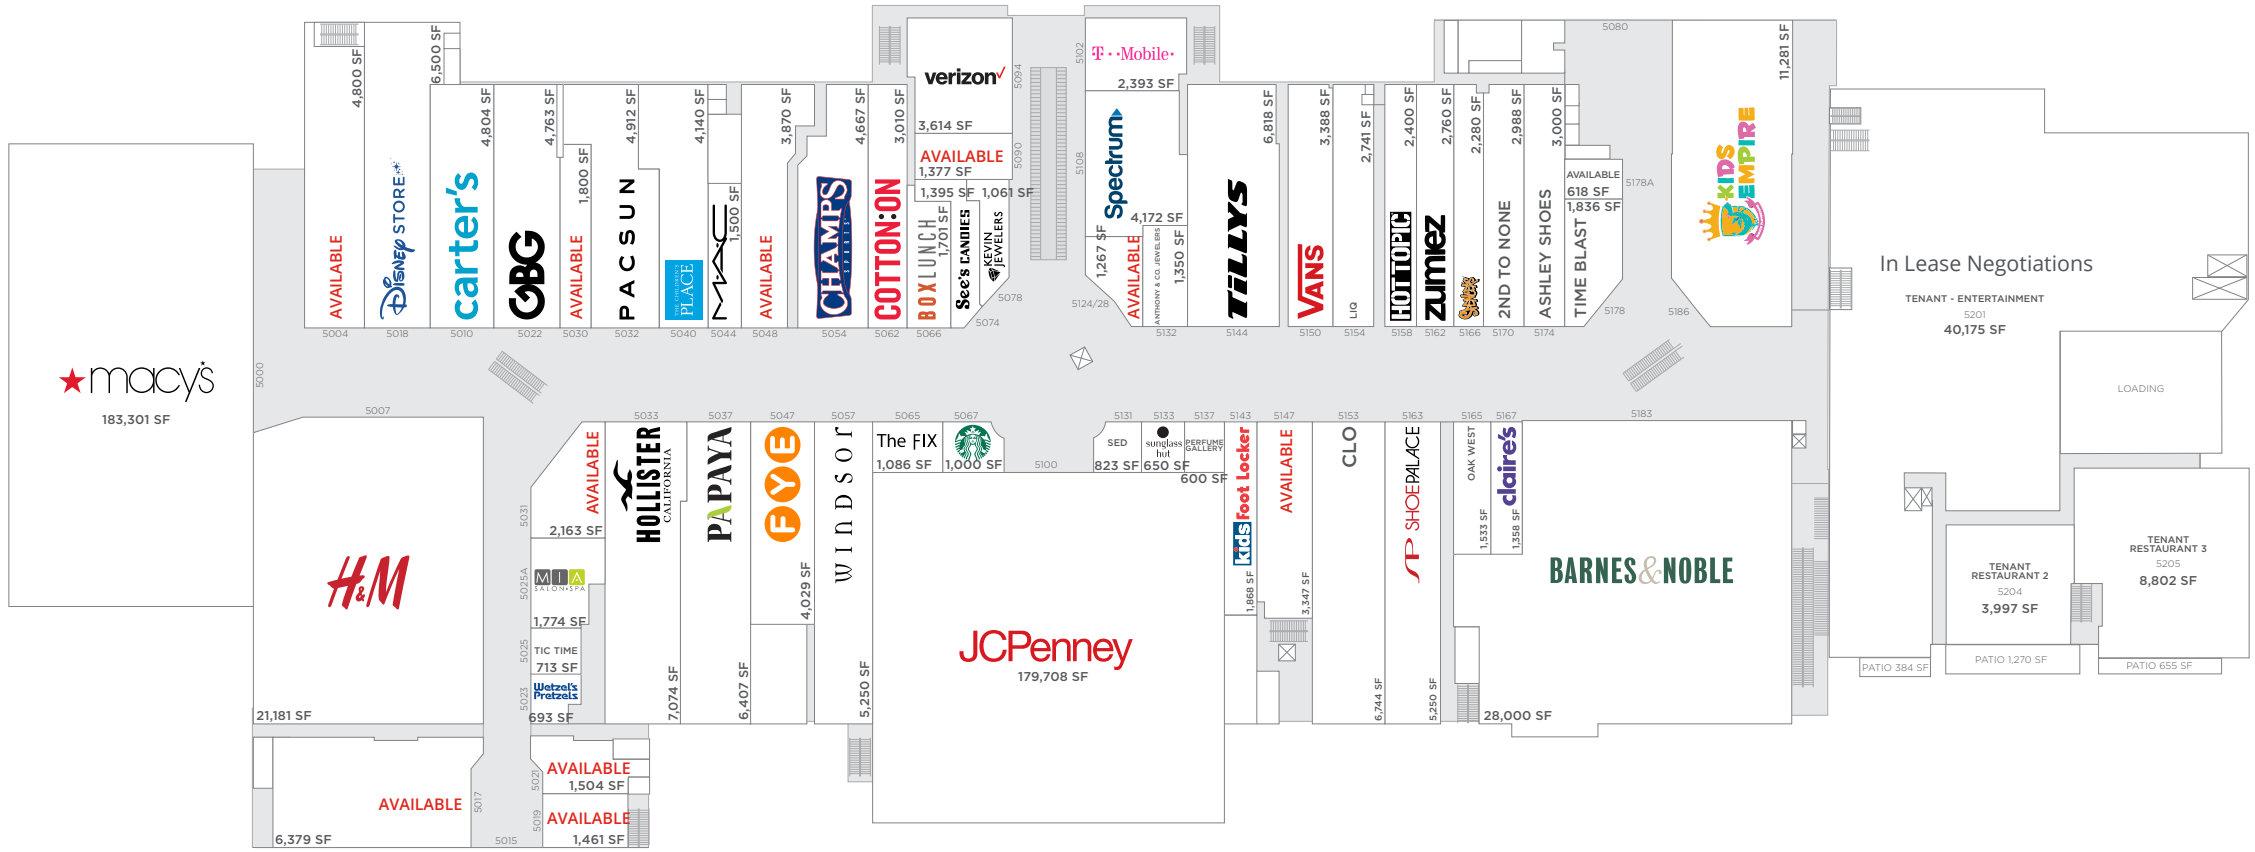 macy's
183,301 SF
5000
4,800 SF
AVAILABLE
5004
6,500 SF
Disney STORE
5018
4,804 SF
carter's
5010
4,763 SF
GBG
5022
1,800 SF
AVAILABLE
5030
4,912 SF
PACSUN
5032
4,140 SF
THE CHILDREN'S
PLACE
5040
1,500 SF
MAC
5044
3,870 SF
AVAILABLE
5048
4,667 SF
CHAMPS
SPORTS
5054
3,010 SF
COTTON:ON
5062
verizon
3,614 SF
5094
AVAILABLE
1,377 SF
5090
1,395 SF
1,061 SF
1,701 SF
BOXLUNCH
5066
See's CANDIES
5074
KEVIN
JEWELERS
5078
5102
T··Mobile·
2,393 SF
5108
Spectrum
4,172 SF
1,267 SF
AVAILABLE
5124/28
ANTHONY & CO. JEWELERS
1,350 SF
5132
6,818 SF
TILLYS
5144
3,388 SF
VANS
5150
2,741 SF
LIQ
5154
2,400 SF
HOT TOPIC
5158
2,760 SF
zumiez
5162
2,280 SF
Spencer's
5166
2,988 SF
2ND TO NONE
5170
3,000 SF
ASHLEY SHOES
5174
AVAILABLE
618 SF
5178A
1,836 SF
TIME BLAST
5178
5080
11,281 SF
KIDS
EMPIRE
5186
In Lease Negotiations
TENANT - ENTERTAINMENT
5201
40,175 SF
LOADING
5007
H&M
21,181 SF
5031
AVAILABLE
2,163 SF
5025A
MIA
SALON•SPA
1,774 SF
5025
TIC TIME
713 SF
5023
Wetzel's
Pretzels
693 SF
5021
AVAILABLE
1,504 SF
5019
AVAILABLE
1,461 SF
5017
AVAILABLE
6,379 SF
5015
5033
HOLLISTER
CALIFORNIA
7,074 SF
5037
PAPAYA
6,407 SF
5047
FYE
4,029 SF
5057
WINDSOR
5,250 SF
5065
The FIX
1,086 SF
5067
1,000 SF
5100
JCPenney
179,708 SF
5131
SED
823 SF
5133
sunglass
hut
650 SF
5137
PERFUME
GALLERY
600 SF
5143
kids Foot Locker
1,868 SF
5147
AVAILABLE
3,347 SF
5153
CLO
6,744 SF
5163
SP SHOEPALACE
5,250 SF
5165
OAK WEST
1,533 SF
5167
claire's
1,358 SF
5183
BARNES&NOBLE
28,000 SF
TENANT
RESTAURANT 2
5204
3,997 SF
TENANT
RESTAURANT 3
5205
8,802 SF
PATIO 384 SF
PATIO 1,270 SF
PATIO 655 SF